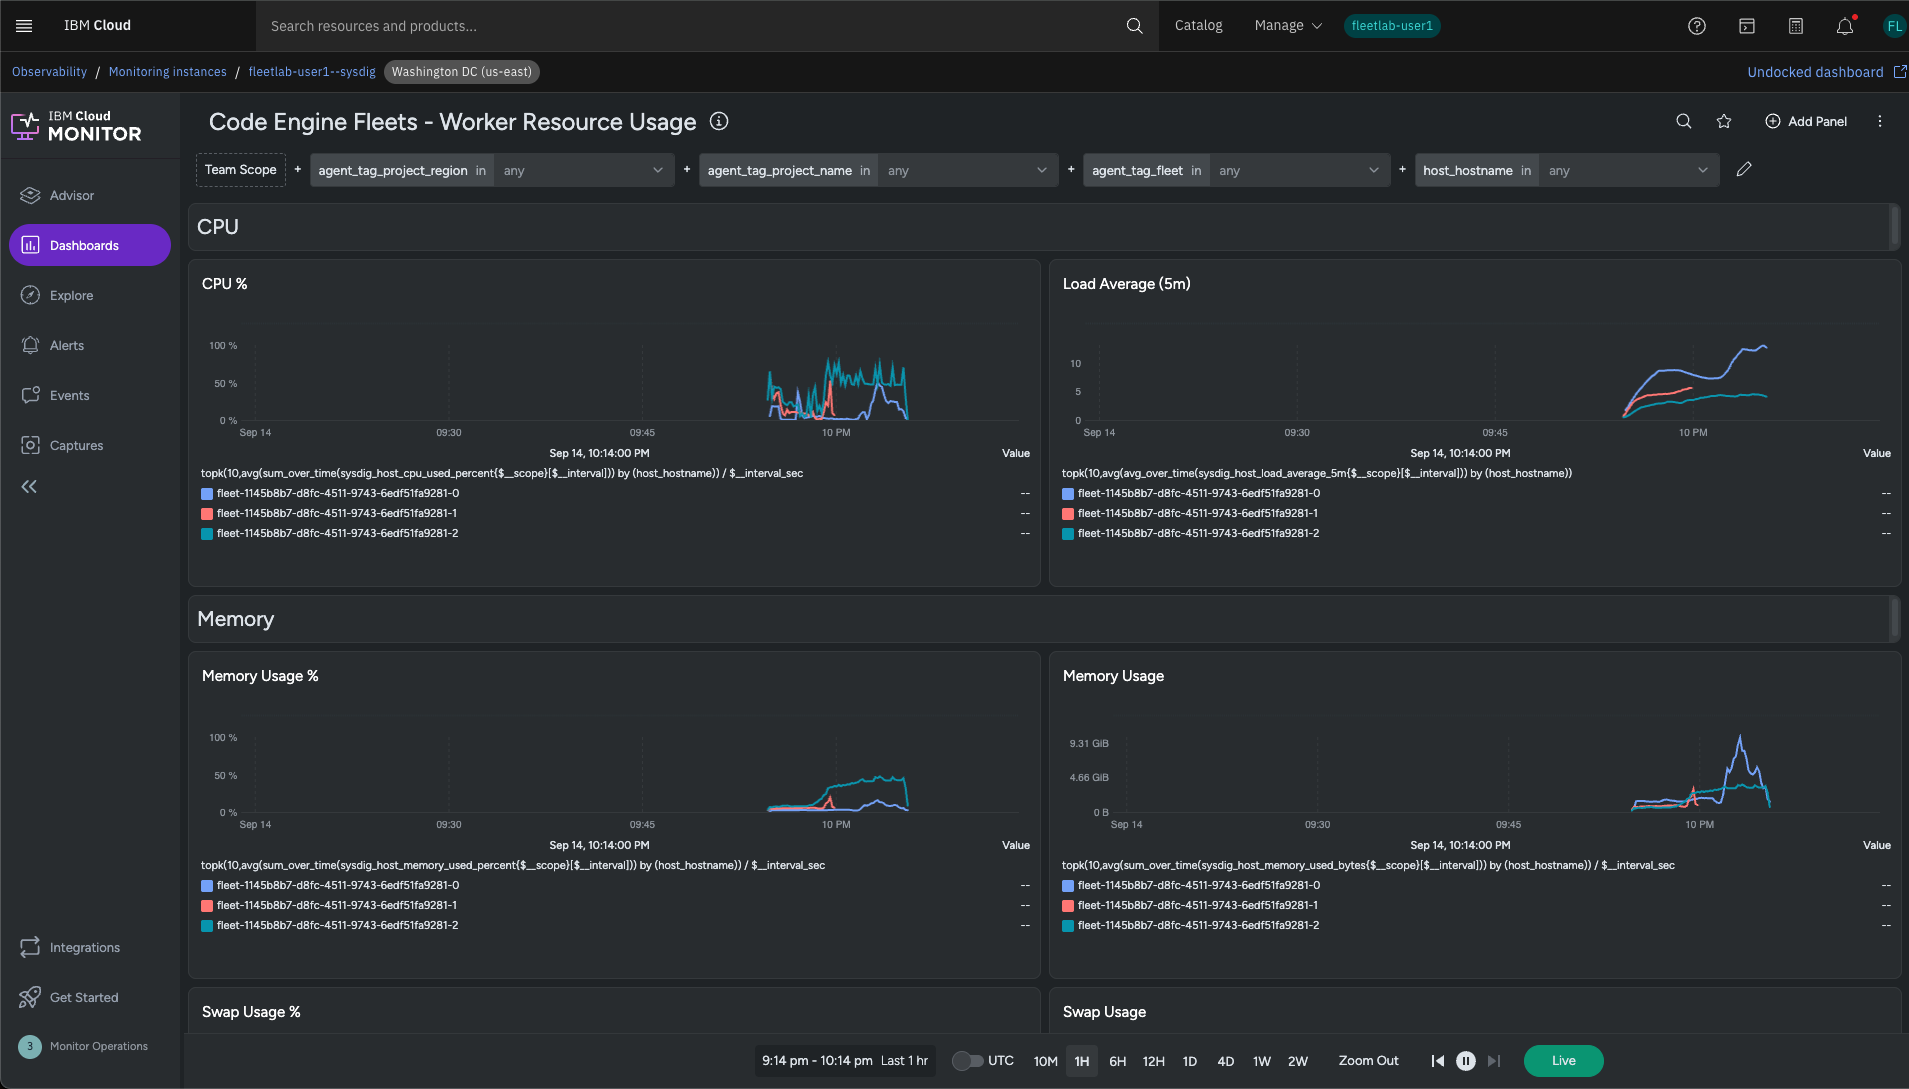 IBM Cloud
Search resources and products...
Catalog
Manage
fleetlab-user1
FL
Observability / Monitoring instances / fleetlab-user1--sysdig
Washington DC (us-east)
Undocked dashboard
IBM Cloud
MONITOR
Advisor
Dashboards
Explore
Alerts
Events
Captures
Integrations
Get Started
3 Monitor Operations
Code Engine Fleets - Worker Resource Usage
Add Panel
Team Scope + agent_tag_project_region in any + agent_tag_project_name in any + agent_tag_fleet in any + host_hostname in any
CPU
CPU %
100 %
50 %
0 %
Sep 14 09:30 09:45 10 PM
Sep 14, 10:14:00 PM Value
topk(10,avg(sum_over_time(sysdig_host_cpu_used_percent{$__scope}[$__interval])) by (host_hostname)) / $__interval_sec
fleet-1145b8b7-d8fc-4511-9743-6edf51fa9281-0 --
fleet-1145b8b7-d8fc-4511-9743-6edf51fa9281-1 --
fleet-1145b8b7-d8fc-4511-9743-6edf51fa9281-2 --
Load Average (5m)
10
5
0
Sep 14 09:30 09:45 10 PM
Sep 14, 10:14:00 PM Value
topk(10,avg(avg_over_time(sysdig_host_load_average_5m{$__scope}[$__interval])) by (host_hostname))
fleet-1145b8b7-d8fc-4511-9743-6edf51fa9281-0 --
fleet-1145b8b7-d8fc-4511-9743-6edf51fa9281-1 --
fleet-1145b8b7-d8fc-4511-9743-6edf51fa9281-2 --
Memory
Memory Usage %
100 %
50 %
0 %
Sep 14 09:30 09:45 10 PM
Sep 14, 10:14:00 PM Value
topk(10,avg(sum_over_time(sysdig_host_memory_used_percent{$__scope}[$__interval])) by (host_hostname)) / $__interval_sec
fleet-1145b8b7-d8fc-4511-9743-6edf51fa9281-0 --
fleet-1145b8b7-d8fc-4511-9743-6edf51fa9281-1 --
fleet-1145b8b7-d8fc-4511-9743-6edf51fa9281-2 --
Memory Usage
9.31 GiB
4.66 GiB
0 B
Sep 14 09:30 09:45 10 PM
Sep 14, 10:14:00 PM Value
topk(10,avg(sum_over_time(sysdig_host_memory_used_bytes{$__scope}[$__interval])) by (host_hostname)) / $__interval_sec
fleet-1145b8b7-d8fc-4511-9743-6edf51fa9281-0 --
fleet-1145b8b7-d8fc-4511-9743-6edf51fa9281-1 --
fleet-1145b8b7-d8fc-4511-9743-6edf51fa9281-2 --
Swap Usage %
Swap Usage
9:14 pm - 10:14 pm Last 1 hr UTC 10M 1H 6H 12H 1D 4D 1W 2W Zoom Out Live